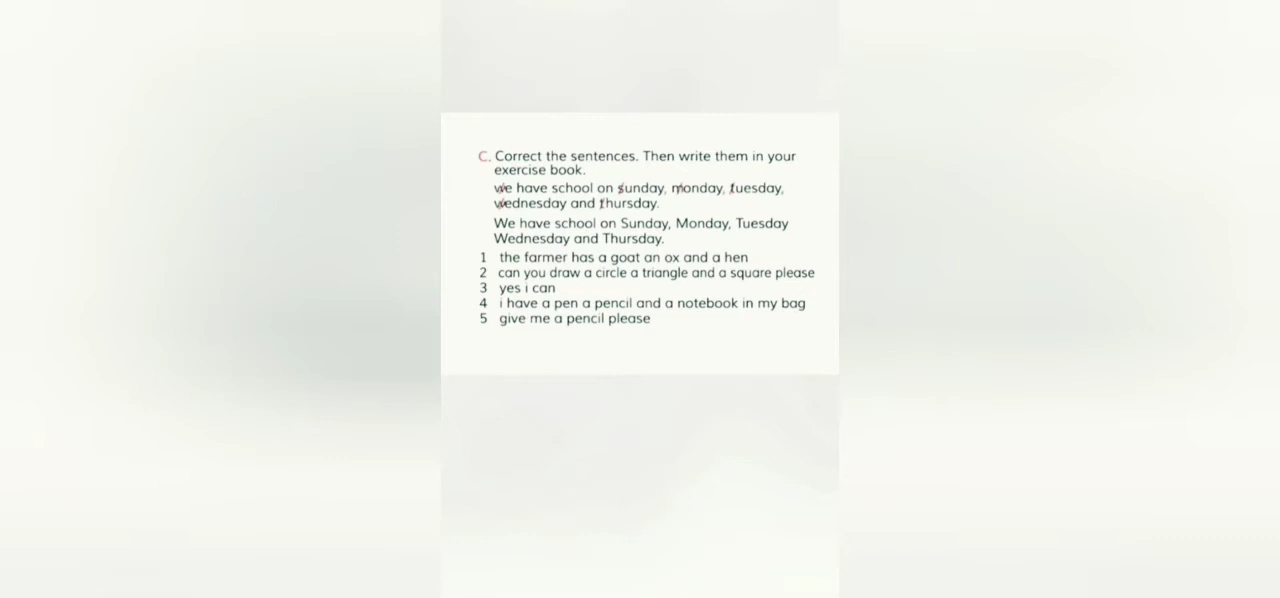 C. Correct the sentences. Then write them in your
exercise book.
we have school on sunday, monday, tuesday,
wednesday and thursday.
We have school on Sunday, Monday, Tuesday
Wednesday and Thursday.
1 the farmer has a goat an ox and a hen
2 can you draw a circle a triangle and a square please
3 yes i can
4 i have a pen a pencil and a notebook in my bag
5 give me a pencil please